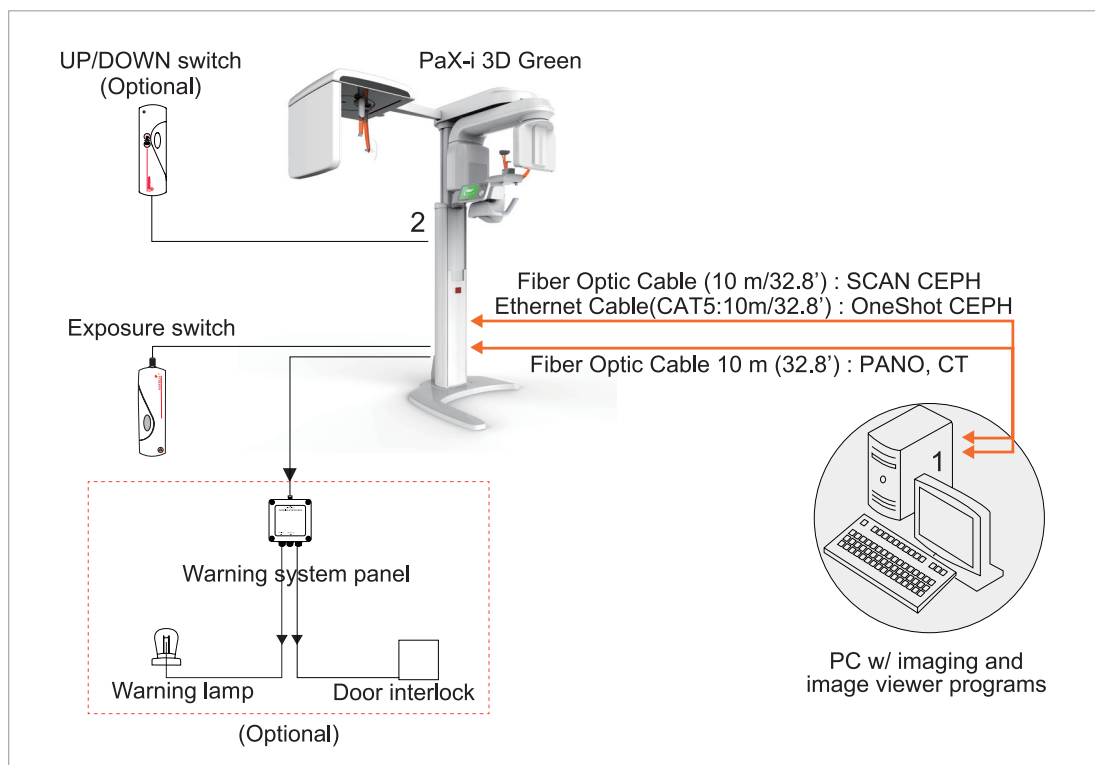 UP/DOWN switch
(Optional)
PaX-i 3D Green
2
Fiber Optic Cable (10 m/32.8’) : SCAN CEPH
Ethernet Cable(CAT5:10m/32.8’) : OneShot CEPH
Exposure switch
Fiber Optic Cable 10 m (32.8’) : PANO, CT
1
Warning system panel
Warning lamp
Door interlock
(Optional)
PC w/ imaging and
image viewer programs